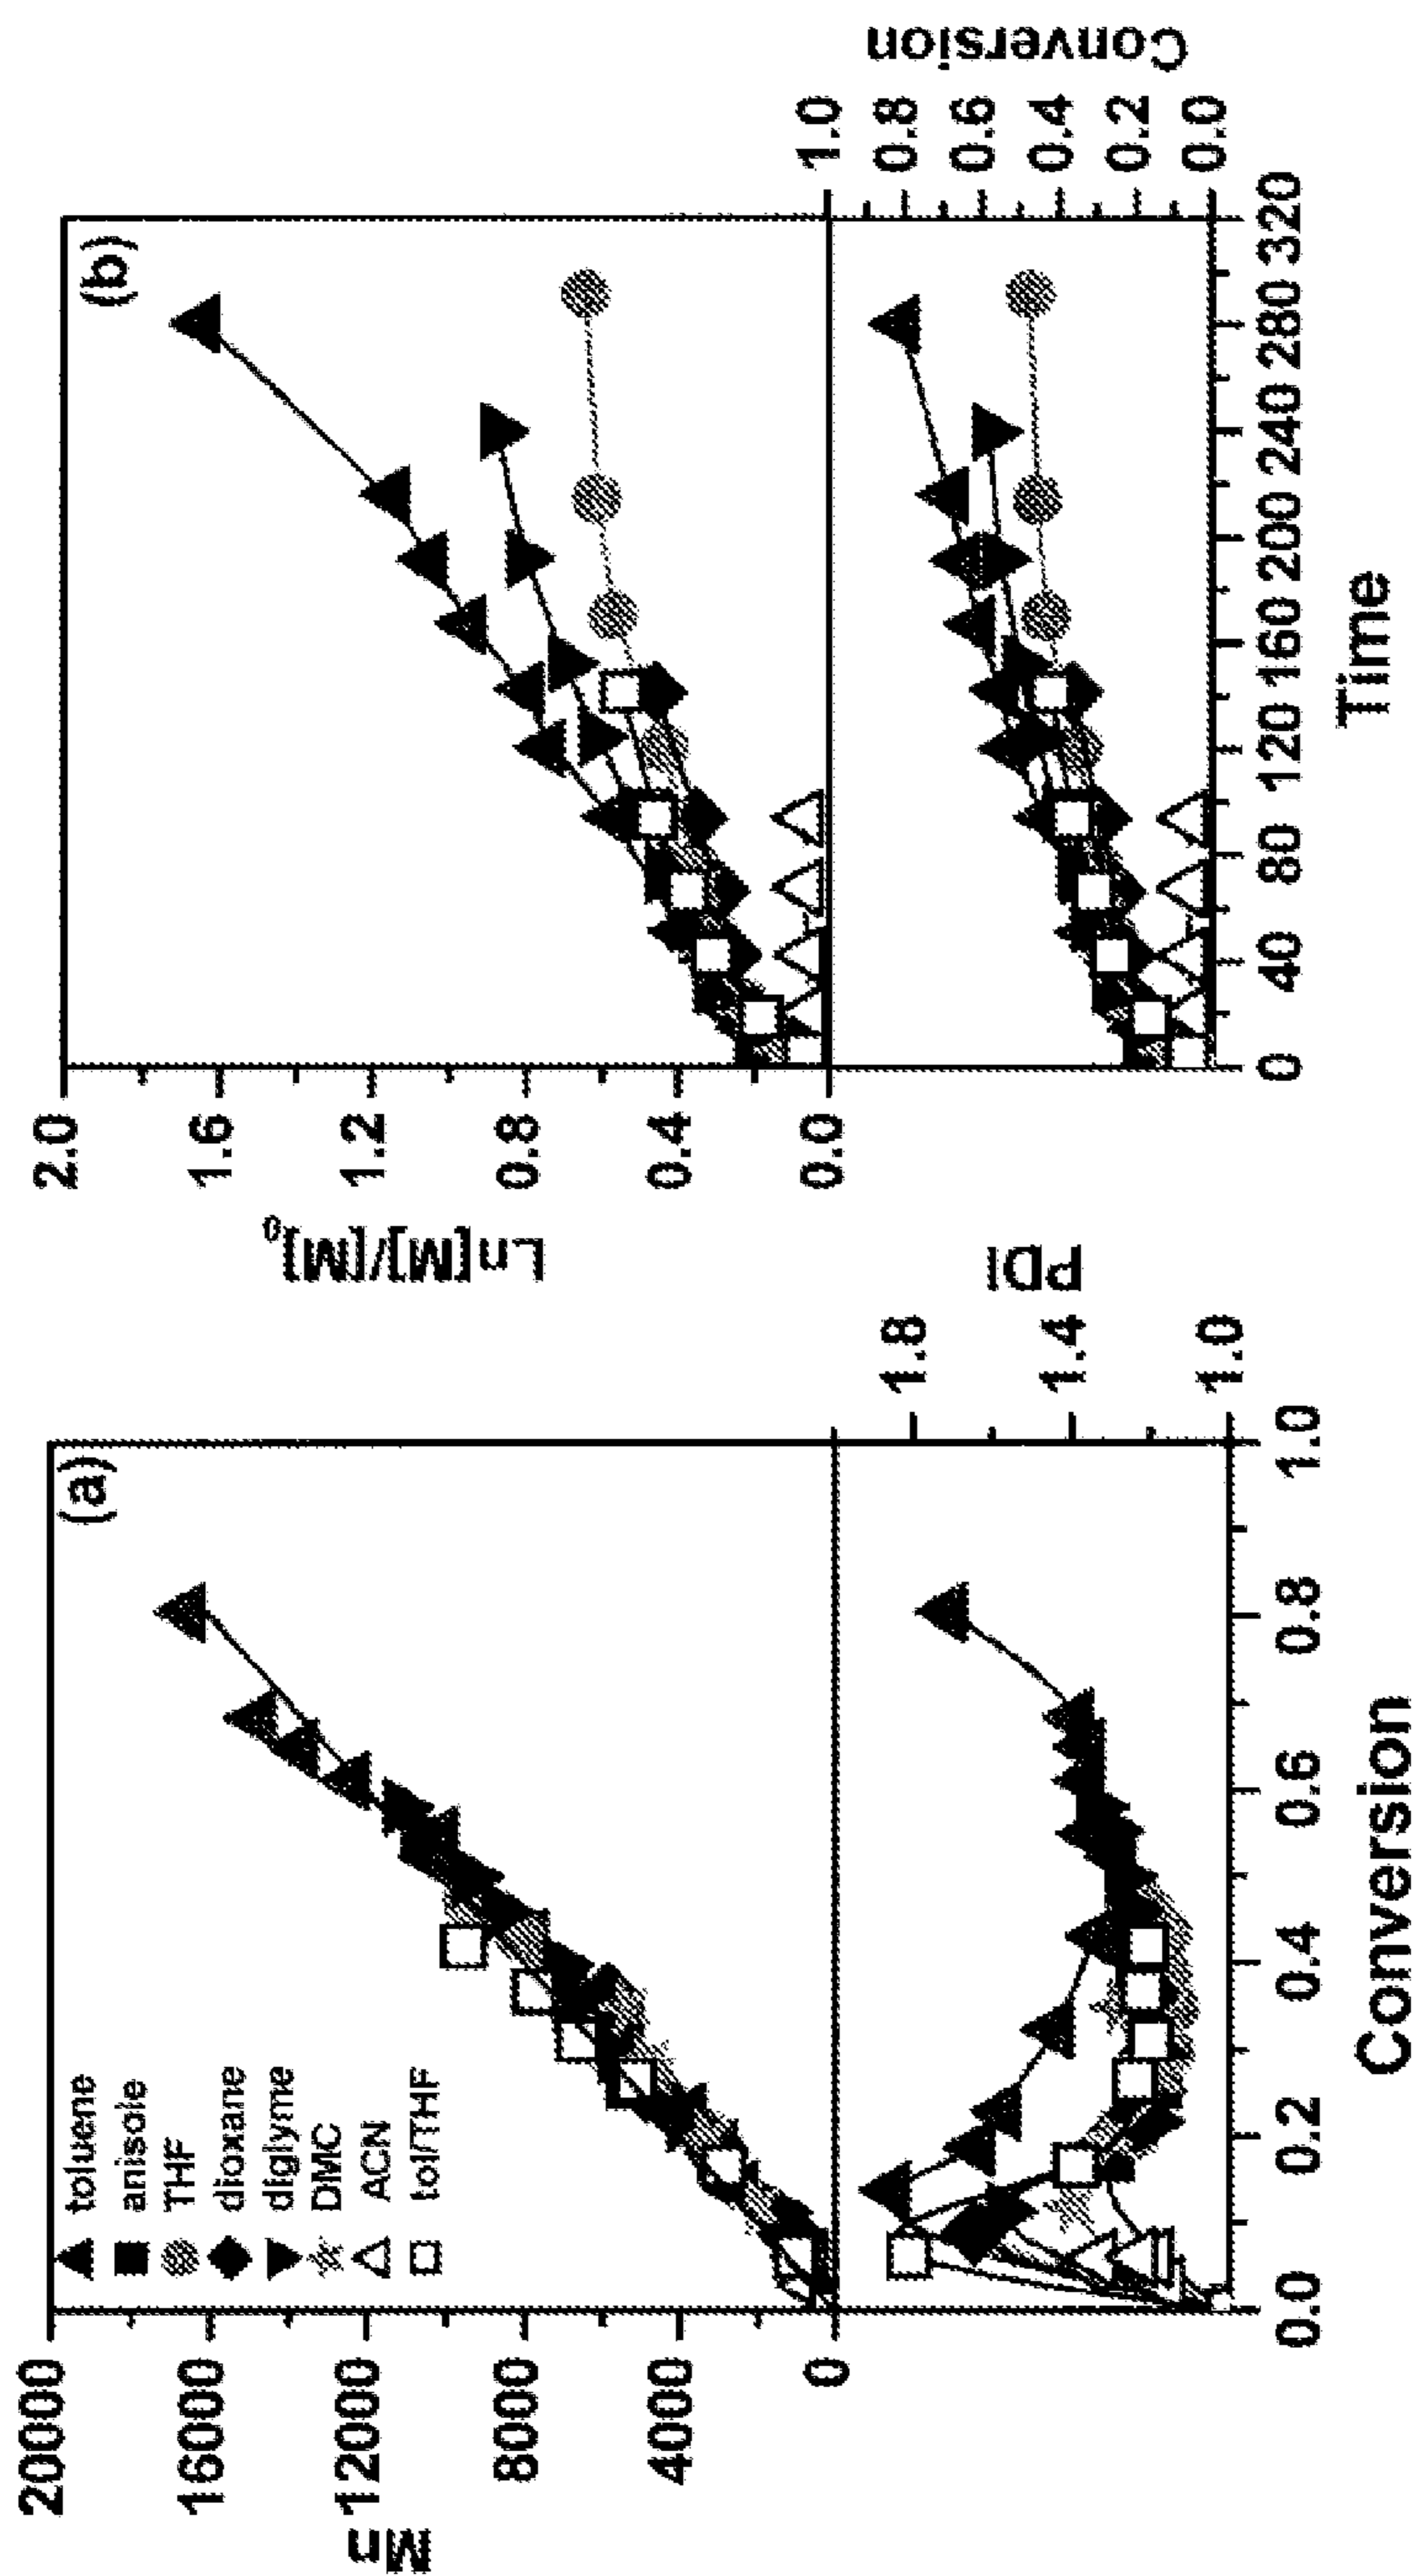 (a)
toluene
anisole
THF
dioxane
diglyme
DMC
ACN
tol/THF
20000
16000
12000
8000
4000
0
Mn
1.8
1.4
1.0
PDI
0.0 0.2 0.4 0.6 0.8 1.0
Conversion
(b)
2.0
1.6
1.2
0.8
0.4
0.0
Ln[M]/[M]0
1.0
0.8
0.6
0.4
0.2
0.0
Conversion
0 40 80 120 160 200 240 280 320
Time